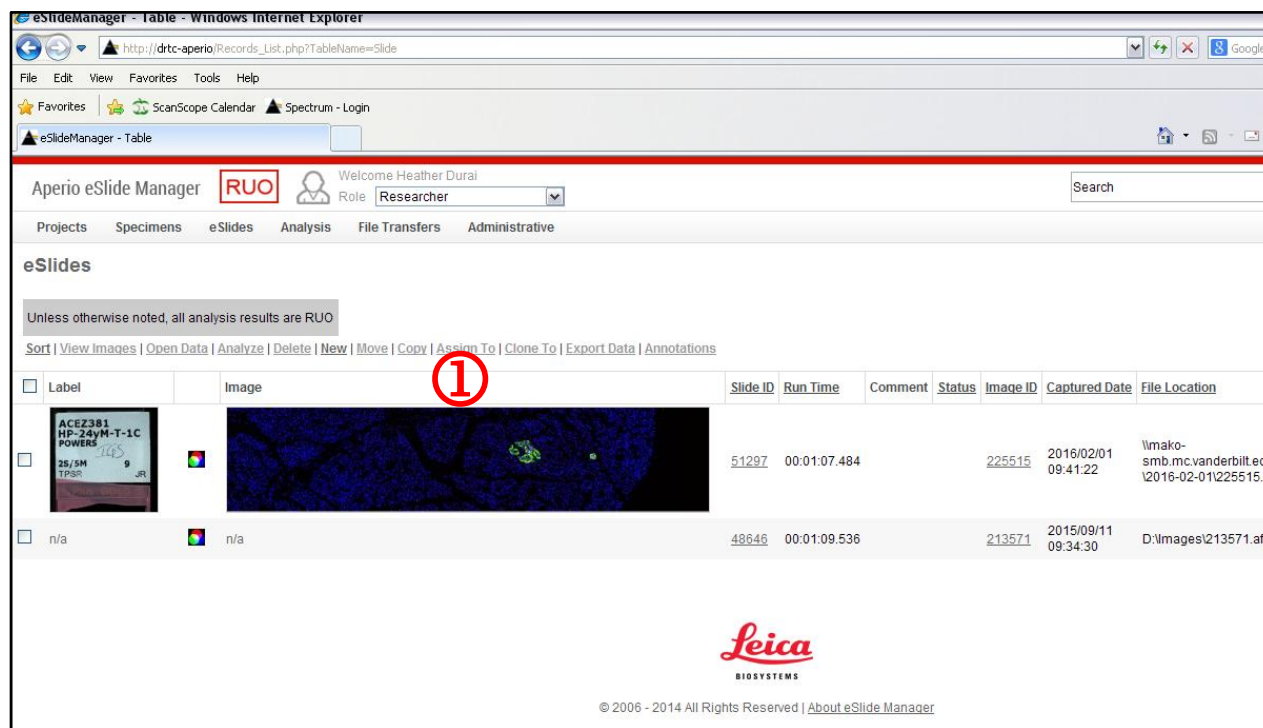 eSlideManager - Table - Windows Internet Explorer
http://drtc-aperio/Records_List.php?TableName=Slide
Google
File Edit View Favorites Tools Help
Favorites ScanScope Calendar Spectrum - Login
eSlideManager - Table
Aperio eSlide Manager RUO Welcome Heather Durai
Role Researcher
Search
Projects Specimens eSlides Analysis File Transfers Administrative
eSlides
Unless otherwise noted, all analysis results are RUO
Sort | View Images | Open Data | Analyze | Delete | New | Move | Copy | Assign To | Clone To | Export Data | Annotations
①
Label Image Slide ID Run Time Comment Status Image ID Captured Date File Location
ACEZ381
HP-24yM-T-1C
POWERS
25/5M 9
TPSR JR
51297 00:01:07.484 225515 2016/02/01
09:41:22
\\mako-
smb.mc.vanderbilt.ed
\2016-02-01\225515.
n/a n/a 48646 00:01:09.536 213571 2015/09/11
09:34:30
D:\Images\213571.af
Leica
BIOSYSTEMS
© 2006 - 2014 All Rights Reserved | About eSlide Manager